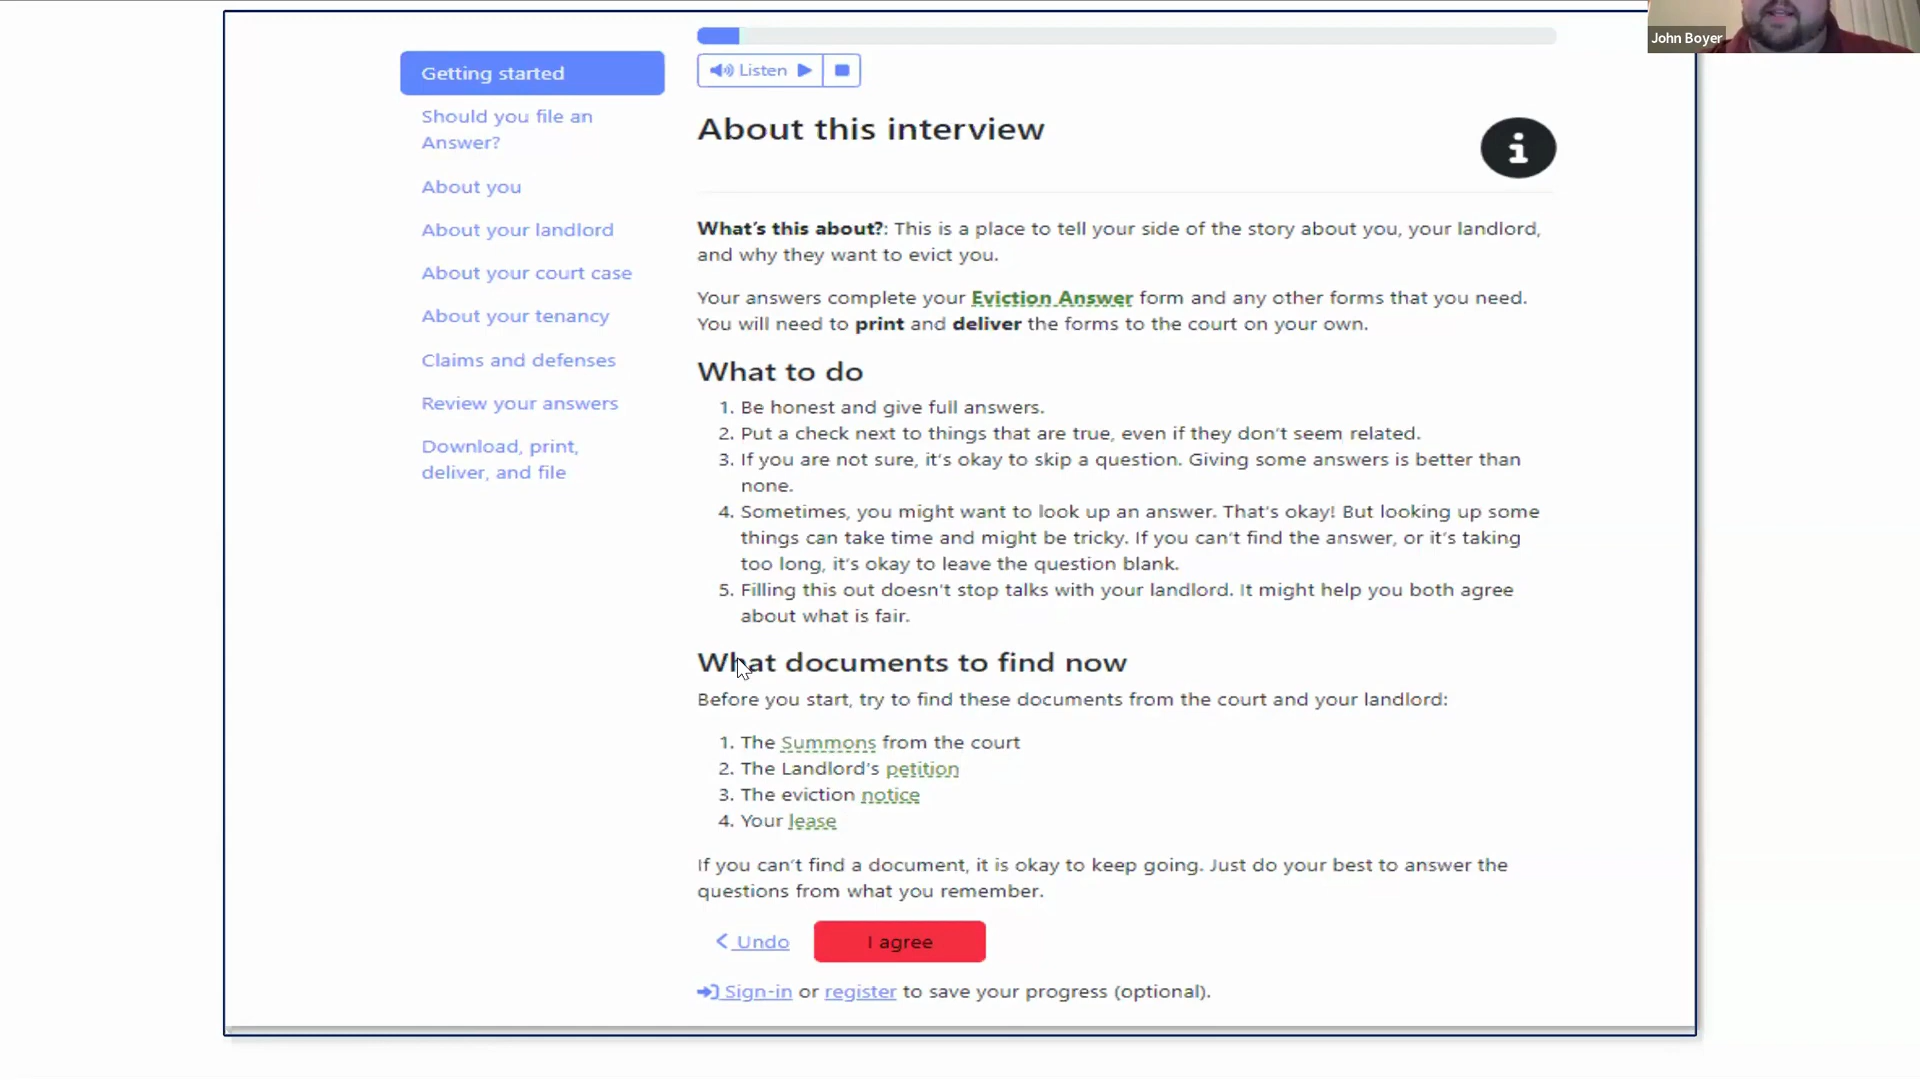 John Boyer
Getting started
Should you file an
Answer?
About you
About your landlord
About your court case
About your tenancy
Claims and defenses
Review your answers
Download, print,
deliver, and file
Listen
About this interview
What's this about?: This is a place to tell your side of the story about you, your landlord,
and why they want to evict you.
Your answers complete your Eviction Answer form and any other forms that you need.
You will need to print and deliver the forms to the court on your own.
What to do
1. Be honest and give full answers.
2. Put a check next to things that are true, even if they don't seem related.
3. If you are not sure, it's okay to skip a question. Giving some answers is better than
none.
4. Sometimes, you might want to look up an answer. That's okay! But looking up some
things can take time and might be tricky. If you can't find the answer, or it's taking
too long, it's okay to leave the question blank.
5. Filling this out doesn't stop talks with your landlord. It might help you both agree
about what is fair.
What documents to find now
Before you start, try to find these documents from the court and your landlord:
1. The Summons from the court
2. The Landlord's petition
3. The eviction notice
4. Your lease
If you can't find a document, it is okay to keep going. Just do your best to answer the
questions from what you remember.
Undo
I agree
Sign-in or register to save your progress (optional).